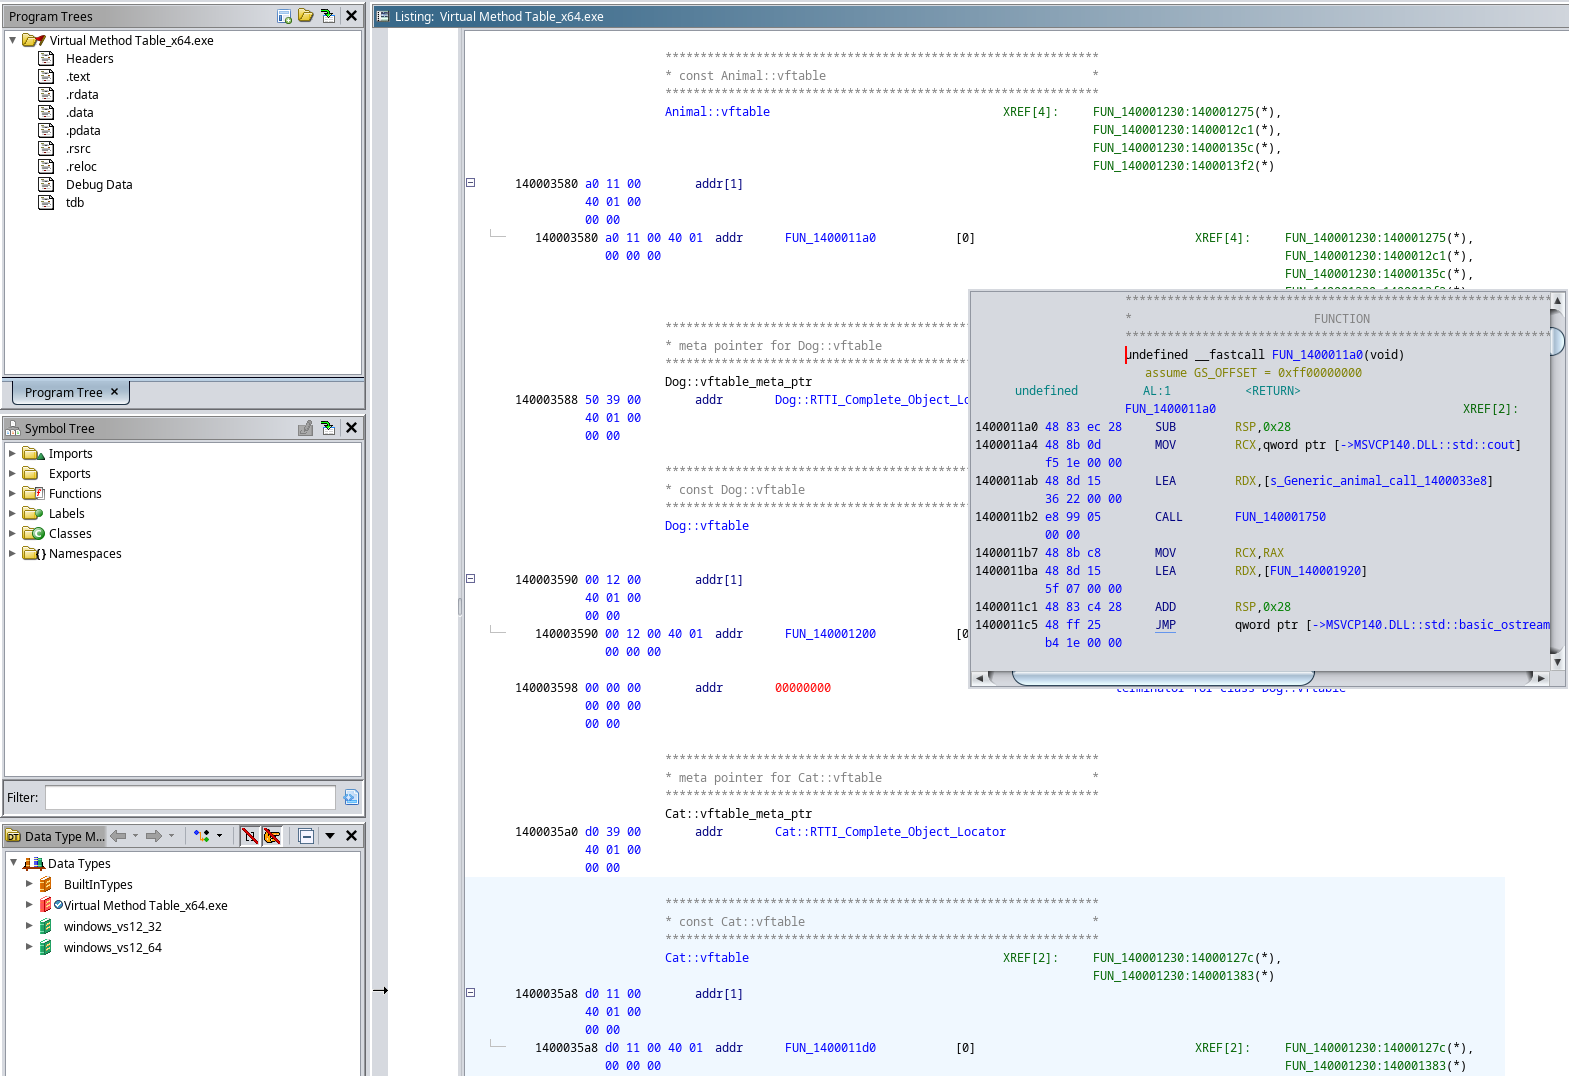 Program Trees
Virtual Method Table_x64.exe
Headers
.text
.rdata
.data
.pdata
.rsrc
.reloc
Debug Data
tdb
Program Tree ×
Symbol Tree
Imports
Exports
Functions
Labels
Classes
Namespaces
Filter:
Data Type M...
Data Types
BuiltInTypes
Virtual Method Table_x64.exe
windows_vs12_32
windows_vs12_64
Listing: Virtual Method Table_x64.exe
**************************************************************
* const Animal::vftable *
**************************************************************
Animal::vftable XREF[4]: FUN_140001230:140001275(*),
FUN_140001230:1400012c1(*),
FUN_140001230:14000135c(*),
FUN_140001230:1400013f2(*)
140003580 a0 11 00 addr[1]
40 01 00
00 00
140003580 a0 11 00 40 01 addr FUN_1400011a0 [0] XREF[4]: FUN_140001230:140001275(*),
00 00 00 FUN_140001230:1400012c1(*),
FUN_140001230:14000135c(*),
*******************************************
* meta pointer for Dog::vftable
*******************************************
Dog::vftable_meta_ptr
140003588 50 39 00 addr Dog::RTTI_Complete_Object_Lo
40 01 00
00 00
*******************************************
* const Dog::vftable
*******************************************
Dog::vftable
140003590 00 12 00 addr[1]
40 01 00
00 00
140003590 00 12 00 40 01 addr FUN_140001200 [0
00 00 00
140003598 00 00 00 addr 00000000 terminator for class Dog::vftable
00 00 00
00 00
**************************************************************
* meta pointer for Cat::vftable *
**************************************************************
Cat::vftable_meta_ptr
1400035a0 d0 39 00 addr Cat::RTTI_Complete_Object_Locator
40 01 00
00 00
**************************************************************
* const Cat::vftable *
**************************************************************
Cat::vftable XREF[2]: FUN_140001230:14000127c(*),
FUN_140001230:140001383(*)
1400035a8 d0 11 00 addr[1]
40 01 00
00 00
1400035a8 d0 11 00 40 01 addr FUN_1400011d0 [0] XREF[2]: FUN_140001230:14000127c(*),
00 00 00 FUN_140001230:140001383(*)
*************************************************************
* FUNCTION
*************************************************************
undefined __fastcall FUN_1400011a0(void)
assume GS_OFFSET = 0xff00000000
undefined AL:1 <RETURN>
FUN_1400011a0 XREF[2]:
1400011a0 48 83 ec 28 SUB RSP,0x28
1400011a4 48 8b 0d MOV RCX,qword ptr [->MSVCP140.DLL::std::cout]
f5 1e 00 00
1400011ab 48 8d 15 LEA RDX,[s_Generic_animal_call_1400033e8]
36 22 00 00
1400011b2 e8 99 05 CALL FUN_140001750
00 00
1400011b7 48 8b c8 MOV RCX,RAX
1400011ba 48 8d 15 LEA RDX,[FUN_140001920]
5f 07 00 00
1400011c1 48 83 c4 28 ADD RSP,0x28
1400011c5 48 ff 25 JMP qword ptr [->MSVCP140.DLL::std::basic_ostream
b4 1e 00 00